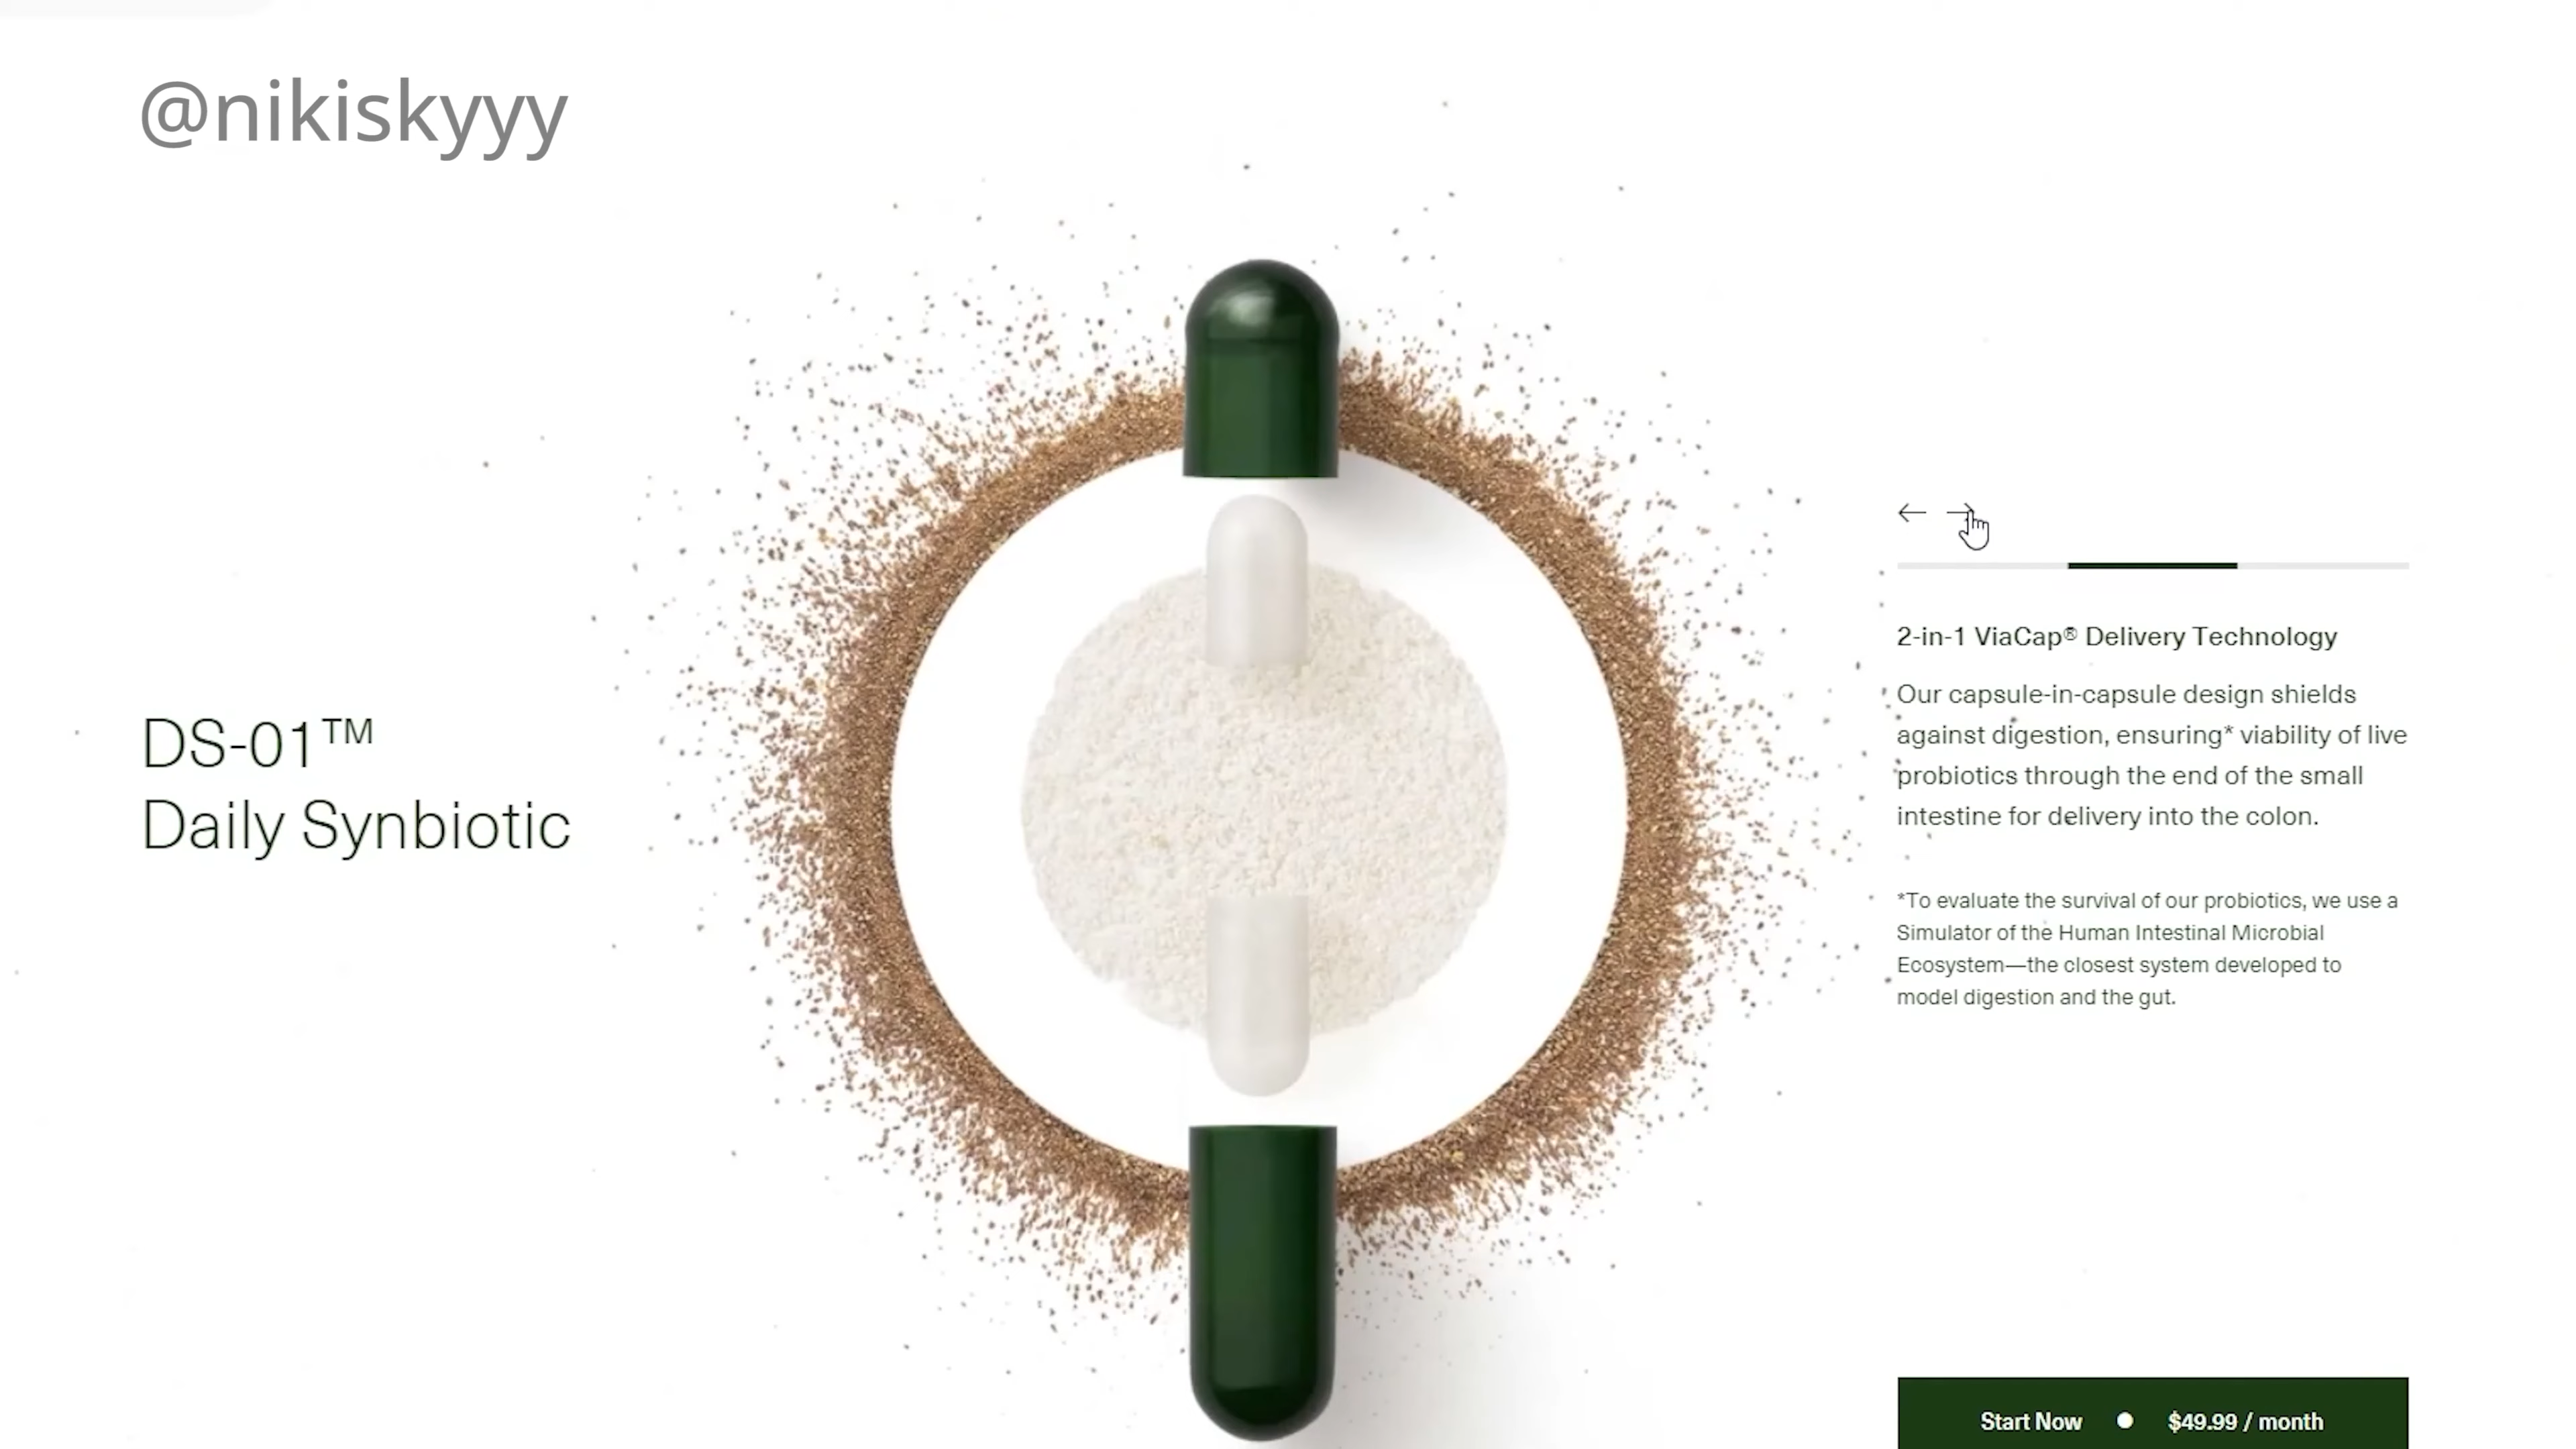 @nikiskyyy
DS-01™
Daily Synbiotic
2-in-1 ViaCap® Delivery Technology
Our capsule-in-capsule design shields
against digestion, ensuring* viability of live
probiotics through the end of the small
intestine for delivery into the colon.
*To evaluate the survival of our probiotics, we use a
Simulator of the Human Intestinal Microbial
Ecosystem—the closest system developed to
model digestion and the gut.
Start Now ● $49.99 / month